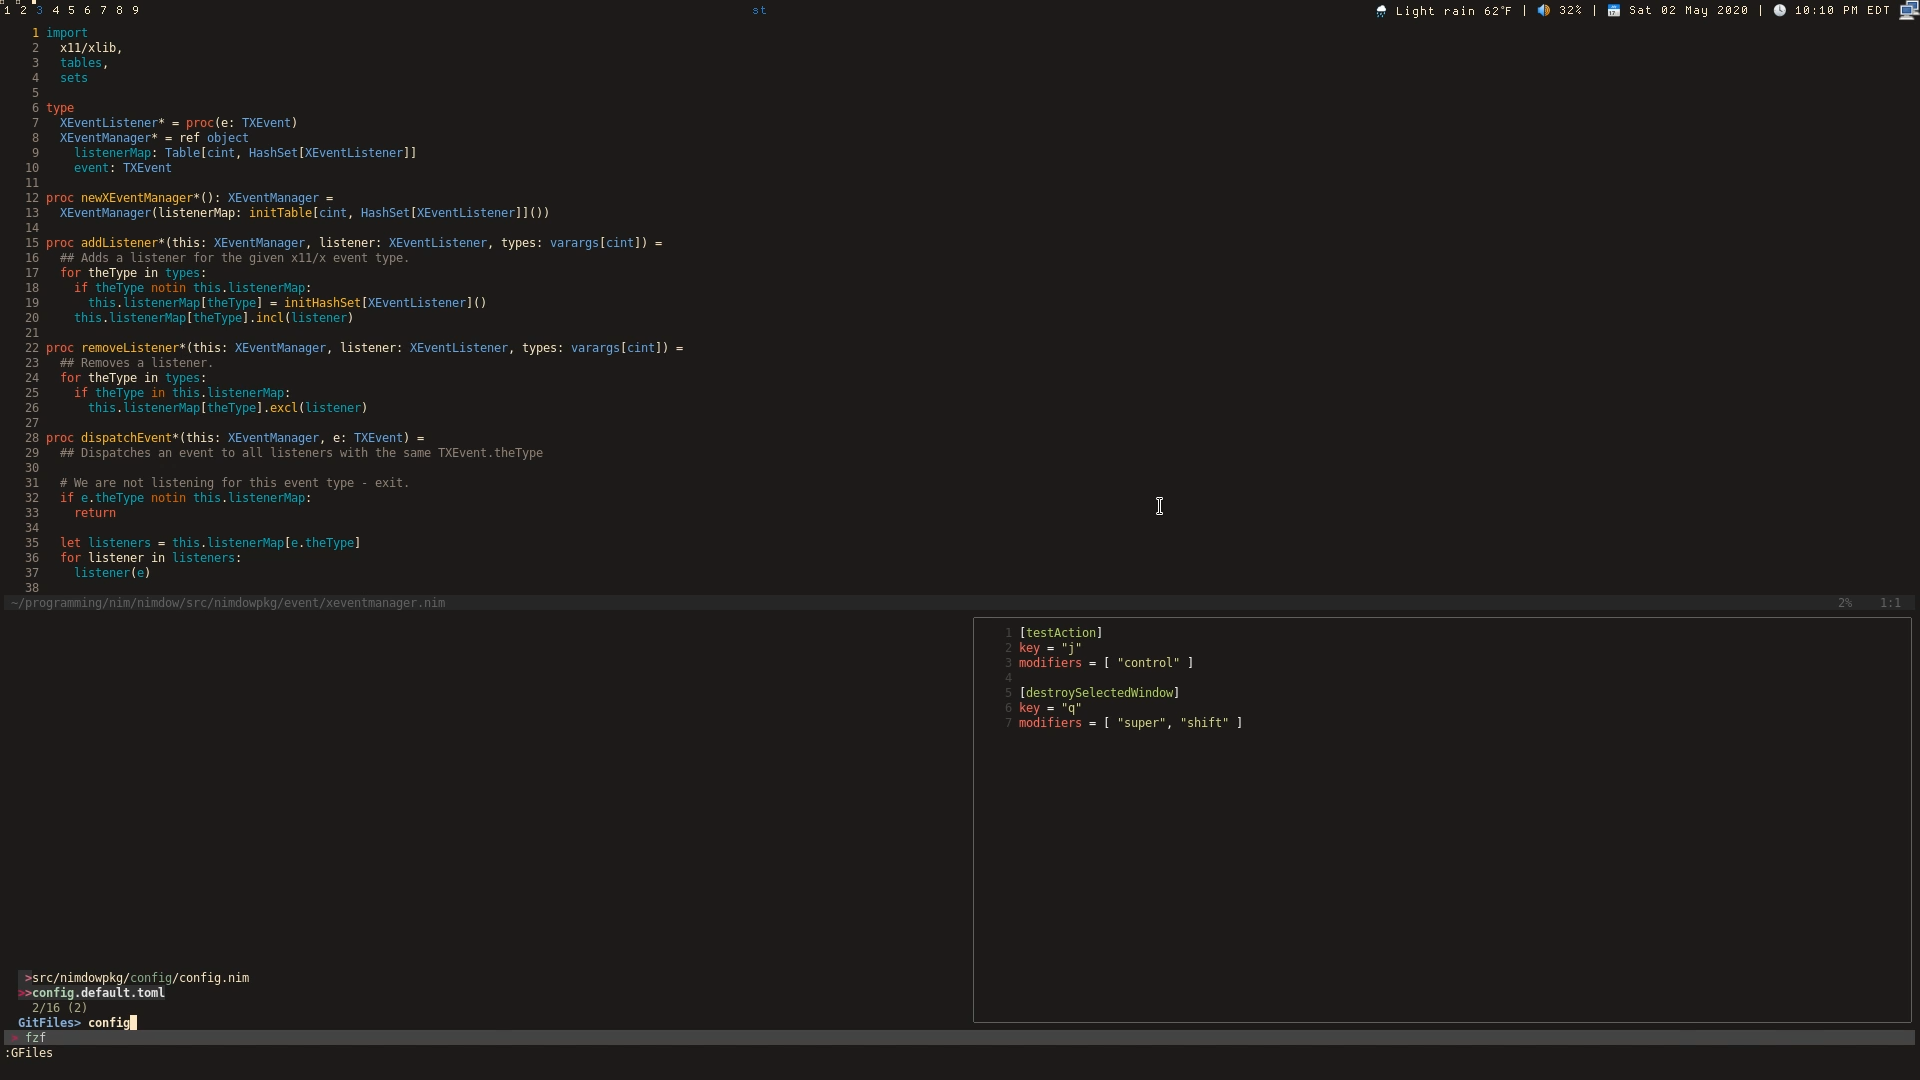 1 2 3 4 5 6 7 8 9 st Light rain 62°F | 32% | Sat 02 May 2020 | 10:10 PM EDT
1 import
2   x11/xlib,
3   tables,
4   sets
5
6 type
7   XEventListener* = proc(e: TXEvent)
8   XEventManager* = ref object
9     listenerMap: Table[cint, HashSet[XEventListener]]
10     event: TXEvent
11
12 proc newXEventManager*(): XEventManager =
13   XEventManager(listenerMap: initTable[cint, HashSet[XEventListener]]())
14
15 proc addListener*(this: XEventManager, listener: XEventListener, types: varargs[cint]) =
16   ## Adds a listener for the given x11/x event type.
17   for theType in types:
18     if theType notin this.listenerMap:
19       this.listenerMap[theType] = initHashSet[XEventListener]()
20     this.listenerMap[theType].incl(listener)
21
22 proc removeListener*(this: XEventManager, listener: XEventListener, types: varargs[cint]) =
23   ## Removes a listener.
24   for theType in types:
25     if theType in this.listenerMap:
26       this.listenerMap[theType].excl(listener)
27
28 proc dispatchEvent*(this: XEventManager, e: TXEvent) =
29   ## Dispatches an event to all listeners with the same TXEvent.theType
30
31   # We are not listening for this event type - exit.
32   if e.theType notin this.listenerMap:
33     return
34
35   let listeners = this.listenerMap[e.theType]
36   for listener in listeners:
37     listener(e)
38
~/programming/nim/nimdow/src/nimdowpkg/event/xeventmanager.nim 2% 1:1
1 [testAction]
2 key = "j"
3 modifiers = [ "control" ]
4
5 [destroySelectedWindow]
6 key = "q"
7 modifiers = [ "super", "shift" ]
>src/nimdowpkg/config/config.nim
>>config.default.toml
2/16 (2)
GitFiles> config
> fzf
:GFiles